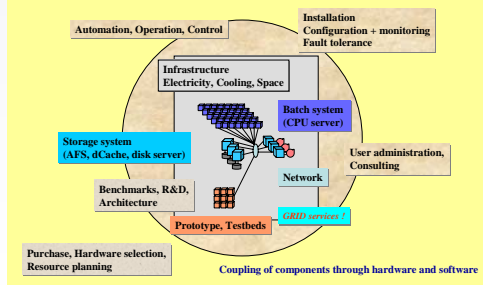 Automation, Operation, Control
Installation
Configuration + monitoring
Fault tolerance
Infrastructure
Electricity, Cooling, Space
Batch system
(CPU server)
Storage system
(AFS, dCache, disk server)
User administration,
Consulting
Network
Benchmarks, R&D,
Architecture
Prototype, Testbeds
GRID services !
Purchase, Hardware selection,
Resource planning
Coupling of components through hardware and software